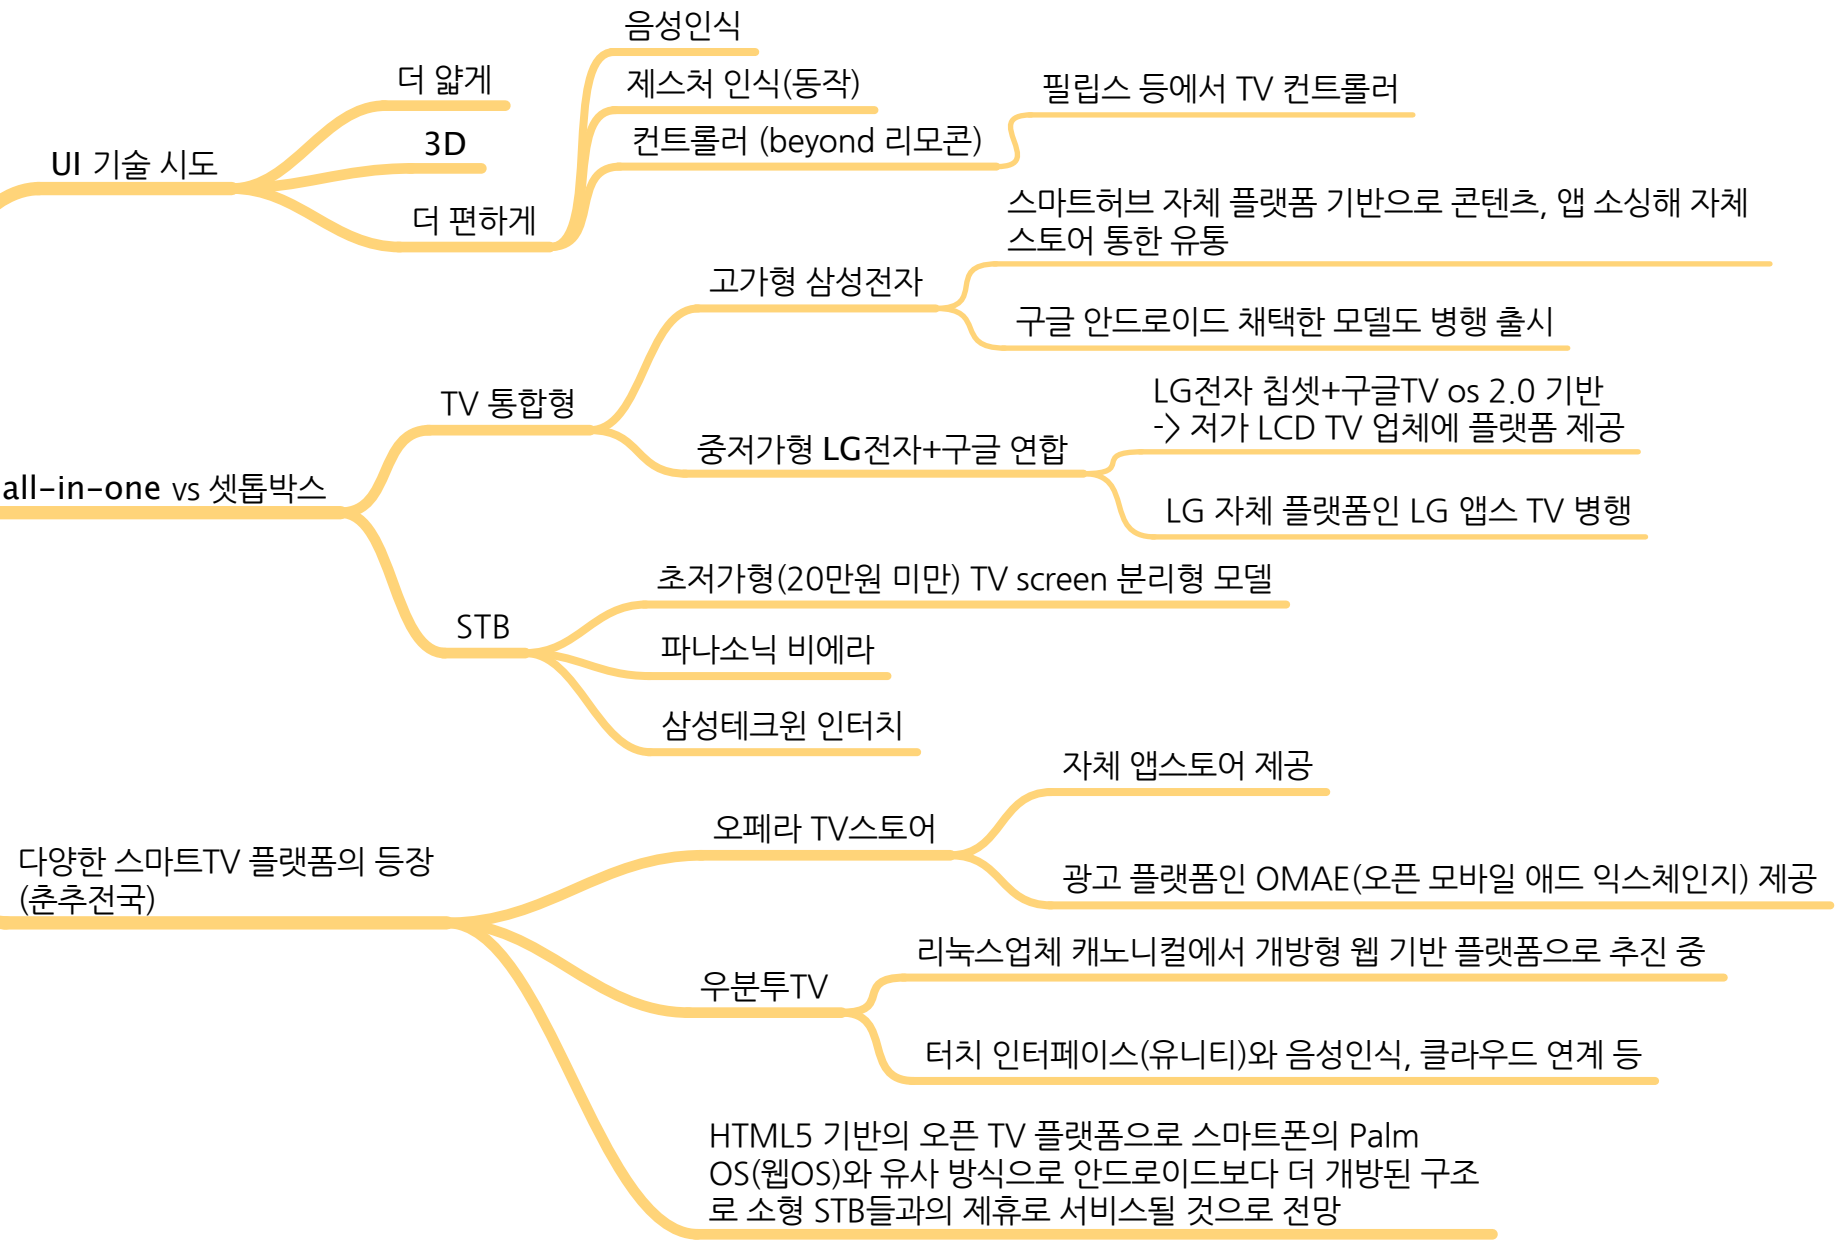 UI 기술 시도
더 얇게
3D
더 편하게
음성인식
제스처 인식(동작)
컨트롤러 (beyond 리모콘)
필립스 등에서 TV 컨트롤러
all-in-one vs 셋톱박스
TV 통합형
고가형 삼성전자
스마트허브 자체 플랫폼 기반으로 콘텐츠, 앱 소싱해 자체
스토어 통한 유통
구글 안드로이드 채택한 모델도 병행 출시
중저가형 LG전자+구글 연합
LG전자 칩셋+구글TV os 2.0 기반
-> 저가 LCD TV 업체에 플랫폼 제공
LG 자체 플랫폼인 LG 앱스 TV 병행
STB
초저가형(20만원 미만) TV screen 분리형 모델
파나소닉 비에라
삼성테크윈 인터치
다양한 스마트TV 플랫폼의 등장
(춘추전국)
오페라 TV스토어
자체 앱스토어 제공
광고 플랫폼인 OMAE(오픈 모바일 애드 익스체인지) 제공
우분투TV
리눅스업체 캐노니컬에서 개방형 웹 기반 플랫폼으로 추진 중
터치 인터페이스(유니티)와 음성인식, 클라우드 연계 등
HTML5 기반의 오픈 TV 플랫폼으로 스마트폰의 Palm
OS(웹OS)와 유사 방식으로 안드로이드보다 더 개방된 구조
로 소형 STB들과의 제휴로 서비스될 것으로 전망